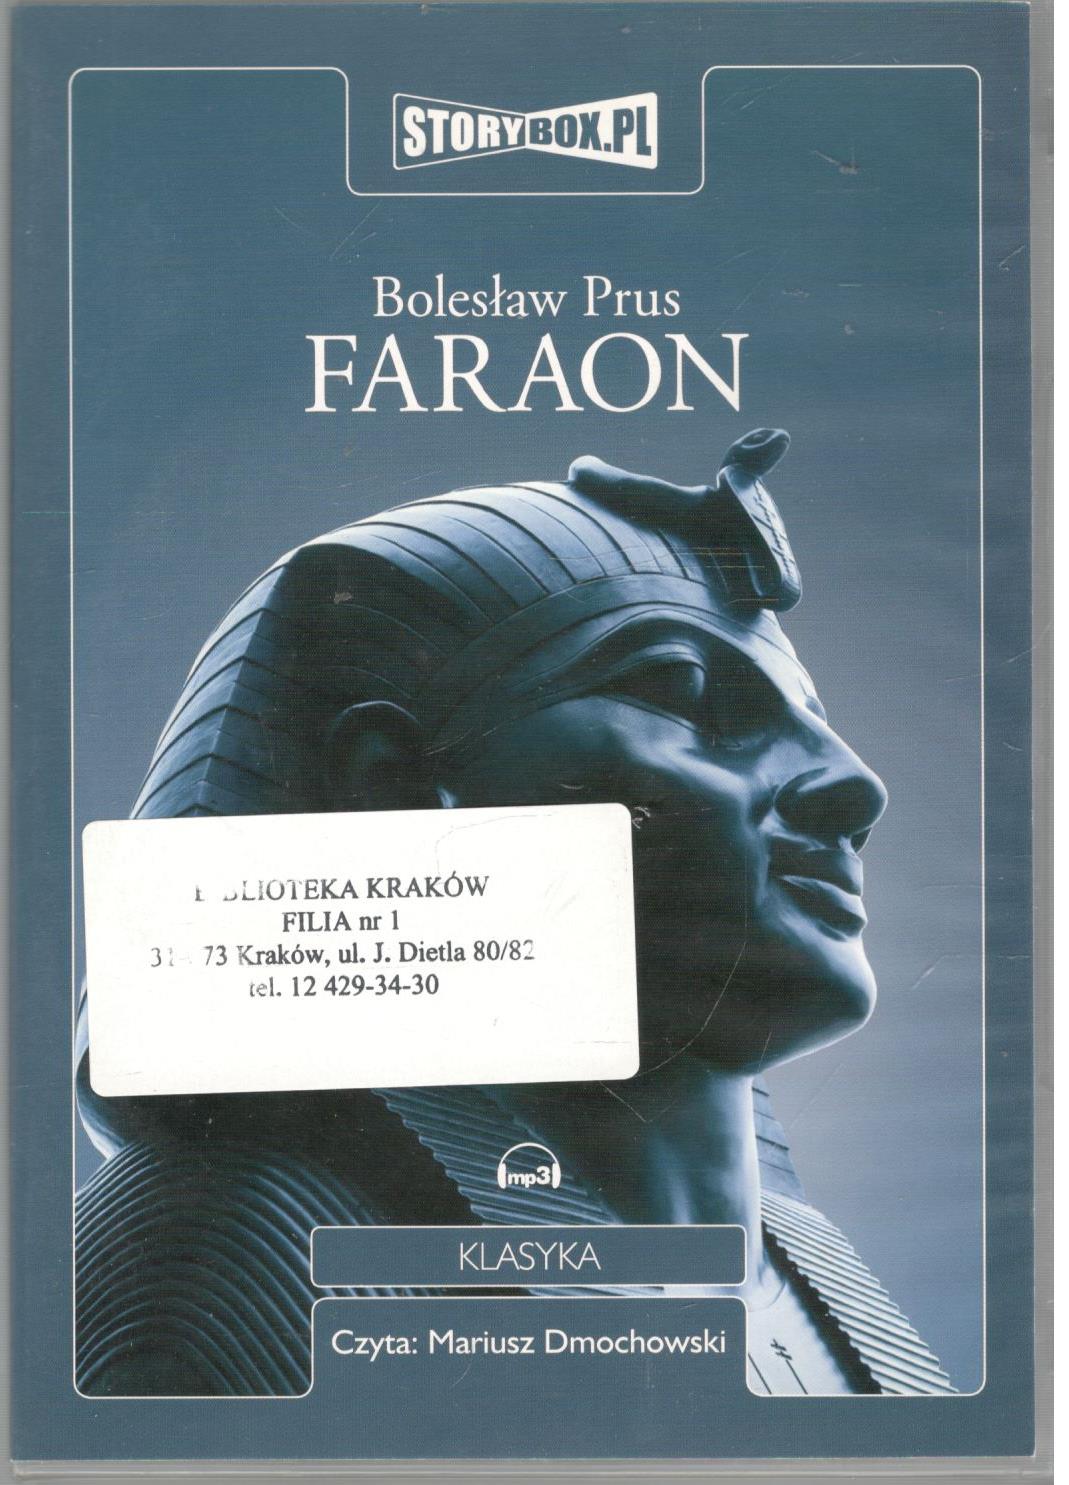 STORYBOX.PL
Bolesław Prus
FARAON
KRAKÓW
FILIA nr 1
Kraków, ul. J. Dietla 80/82
tel. 12 429-34-30
mp3
KLASYKA
Czyta: Mariusz Dmochowski